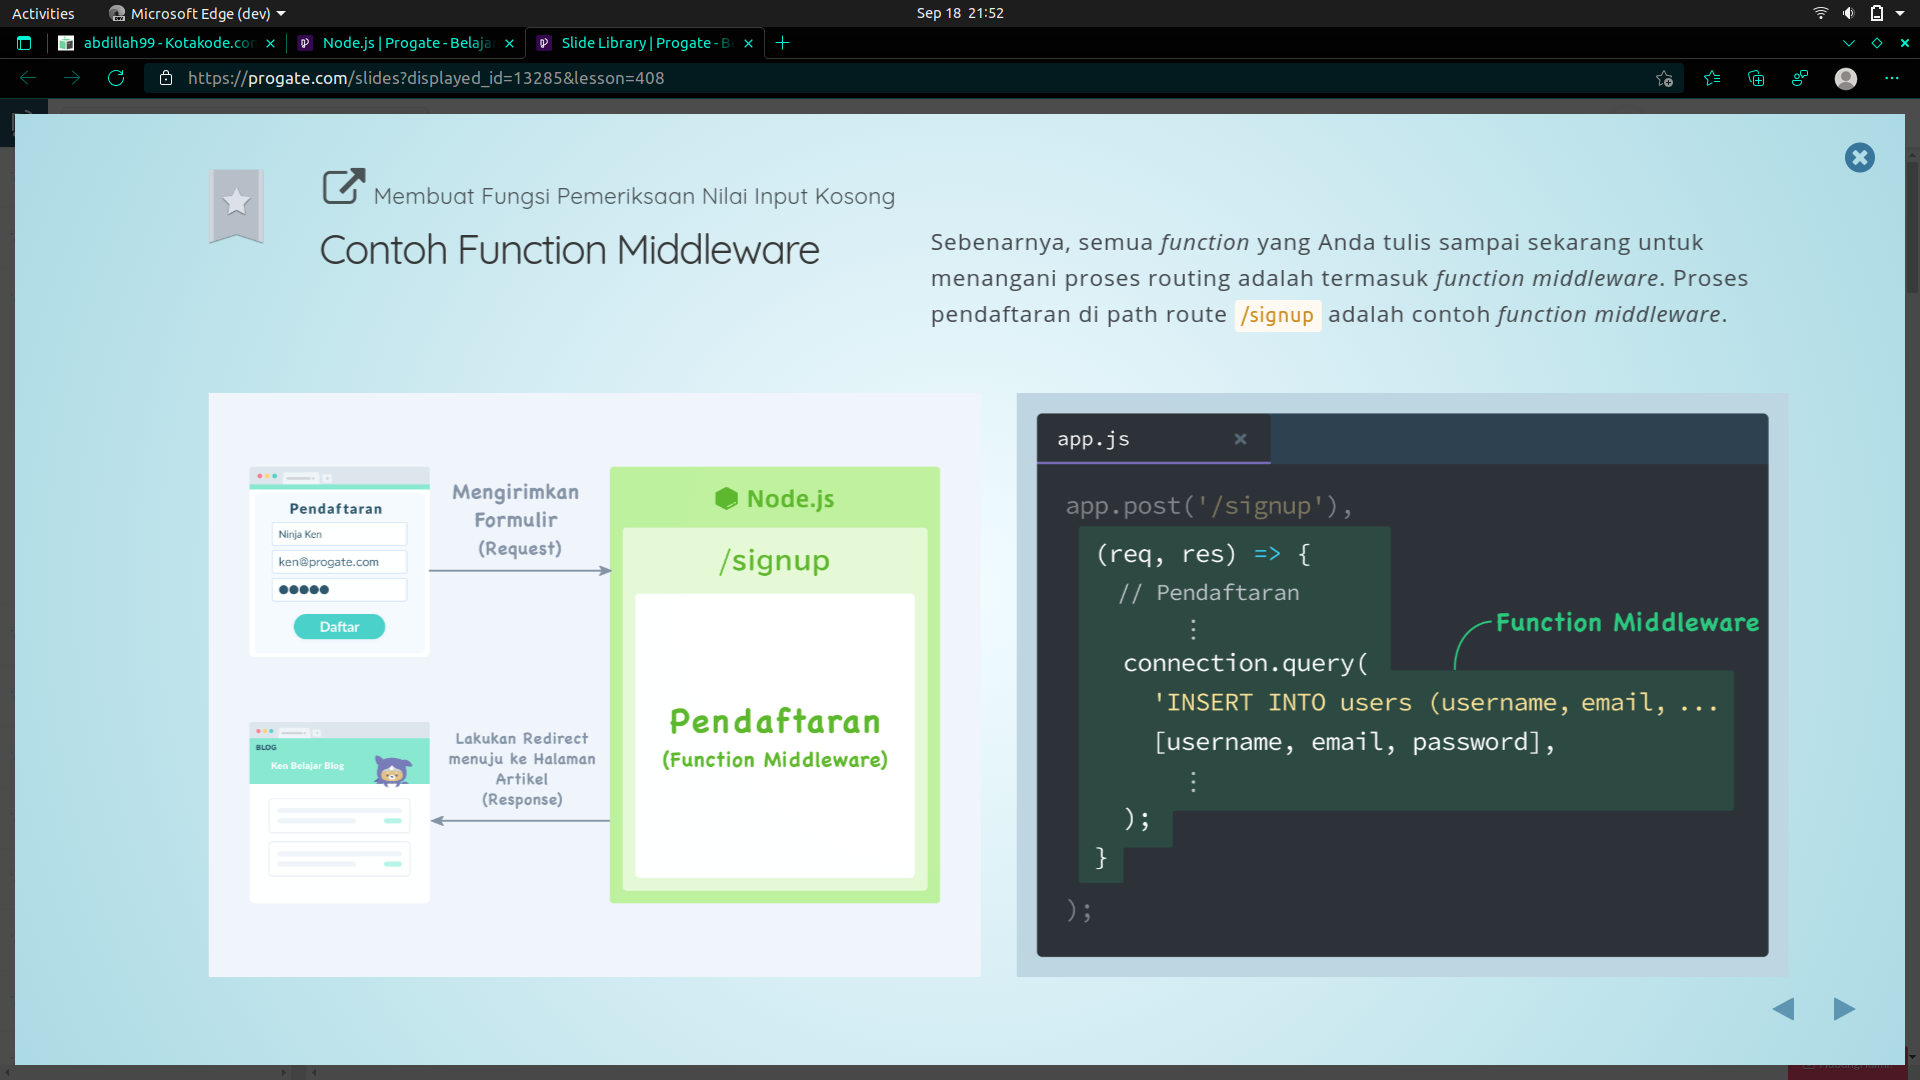 Activities
Microsoft Edge (dev)
Sep 18 21:52
abdillah99 - Kotakode.con
Node.js | Progate - Belaja
Slide Library | Progate - B
https://progate.com/slides?displayed_id=13285&lesson=408
Membuat Fungsi Pemeriksaan Nilai Input Kosong
Contoh Function Middleware
Sebenarnya, semua function yang Anda tulis sampai sekarang untuk
menangani proses routing adalah termasuk function middleware. Proses
pendaftaran di path route /signup adalah contoh function middleware.
Pendaftaran
Ninja Ken
ken@progate.com
Daftar
Mengirimkan
Formulir
(Request)
Node.js
/signup
Pendaftaran
(Function Middleware)
BLOG
Ken Belajar Blog
Lakukan Redirect
menuju ke Halaman
Artikel
(Response)
app.js
app.post('/signup'),
(req, res) => {
// Pendaftaran
⋮
connection.query(
'INSERT INTO users (username, email, ...
[username, email, password],
⋮
);
}
);
Function Middleware